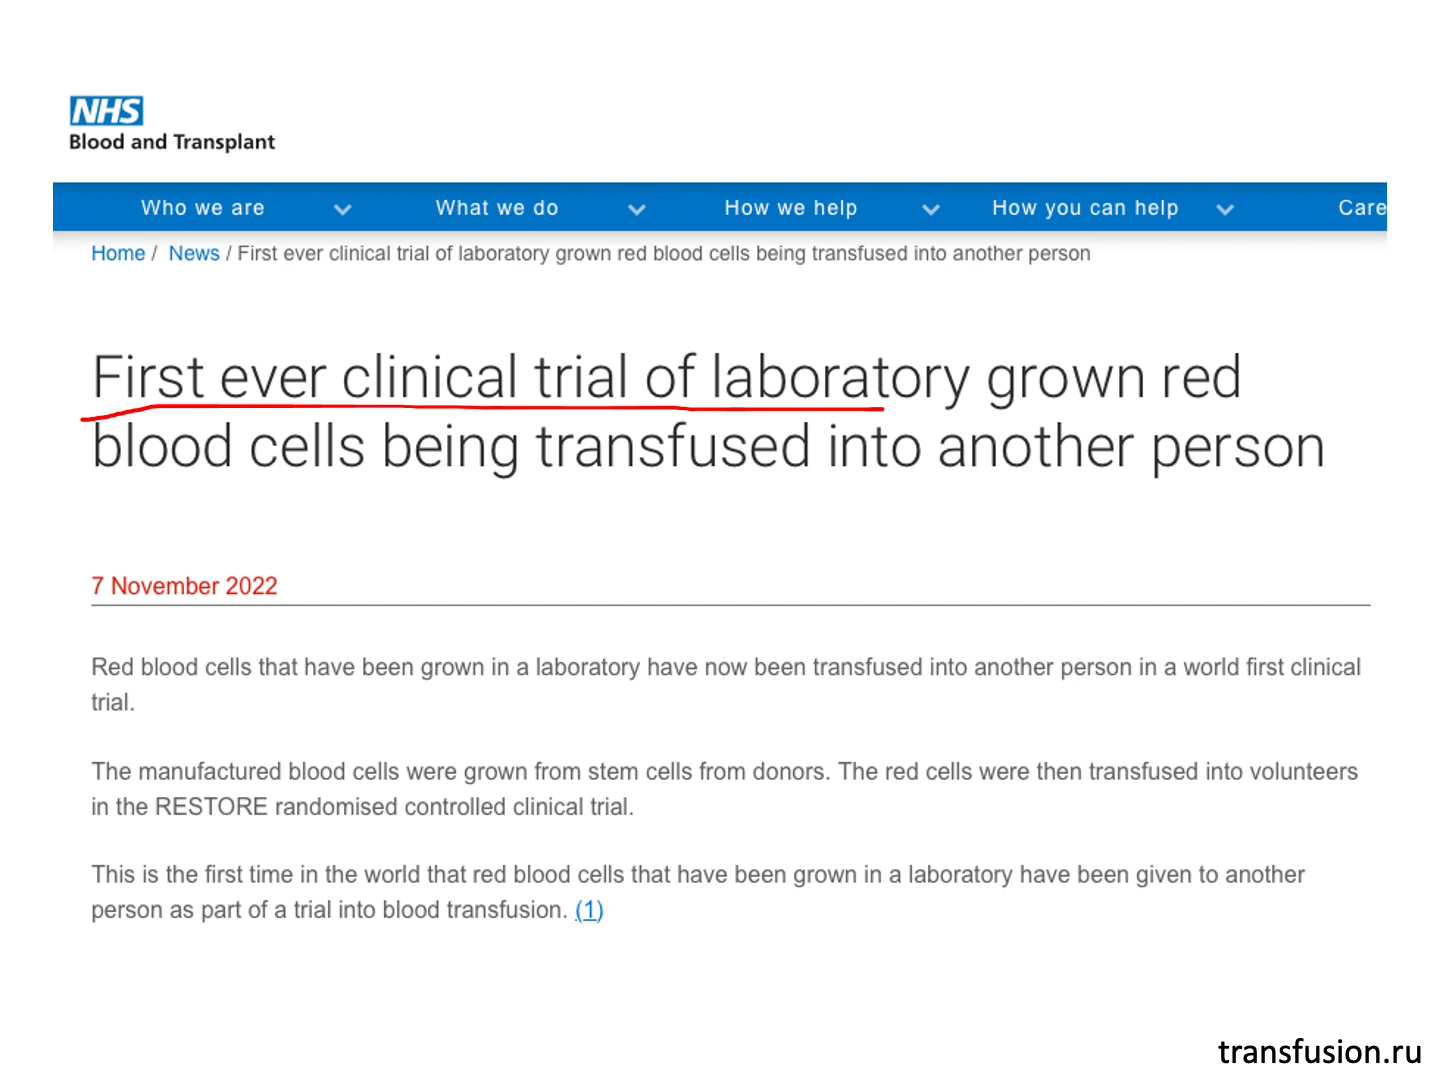 NHS
Blood and Transplant
Who we are What we do How we help How you can help Care
Home / News / First ever clinical trial of laboratory grown red blood cells being transfused into another person
First ever clinical trial of laboratory grown red
blood cells being transfused into another person
7 November 2022
Red blood cells that have been grown in a laboratory have now been transfused into another person in a world first clinical
trial.
The manufactured blood cells were grown from stem cells from donors. The red cells were then transfused into volunteers
in the RESTORE randomised controlled clinical trial.
This is the first time in the world that red blood cells that have been grown in a laboratory have been given to another
person as part of a trial into blood transfusion. (1)
transfusion.ru